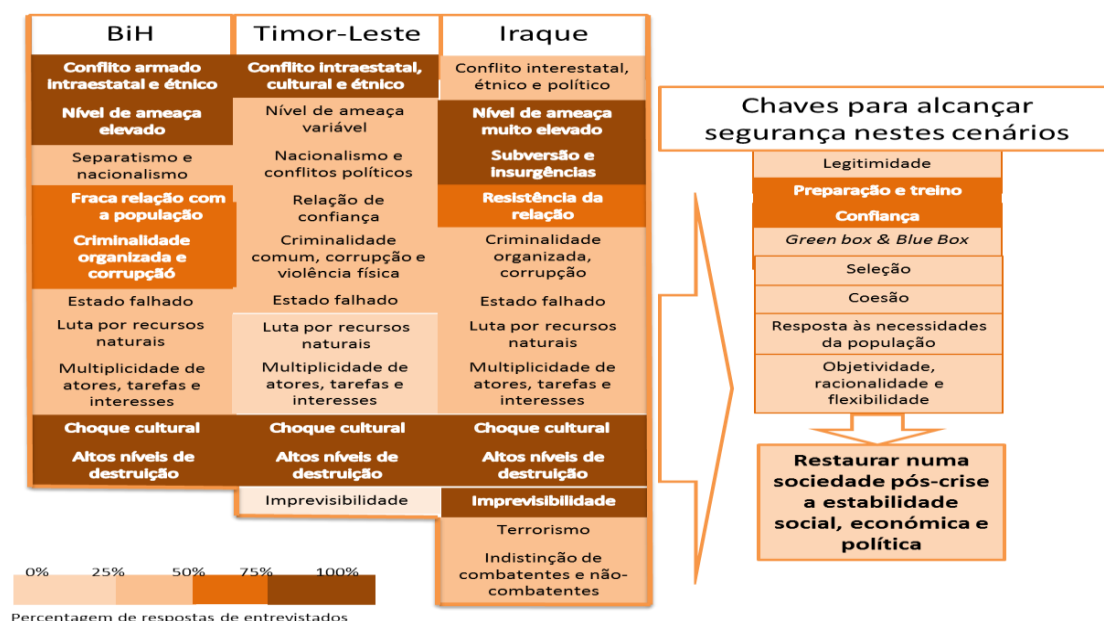 BiH
Conflito armado
intraestatal e étnico
Nível de ameaça
elevado
Separatismo e
nacionalismo
Fraca relação com
a população
Criminalidade
organizada e
corrupçó
Estado falhado
Luta por recursos
naturais
Multiplicidade de
atores, tarefas e
interesses
Choque cultural
Altos níveis de
destruição
Timor-Leste
Conflito intraestatal,
cultural e étnico
Nível de ameaça
variável
Nacionalismo e
conflitos políticos
Relação de
confiança
Criminalidade
comum, corrupção e
violência física
Estado falhado
Luta por recursos
naturais
Multiplicidade de
atores, tarefas e
interesses
Choque cultural
Altos níveis de
destruição
Imprevisibilidade
Iraque
Conflito interestatal,
étnico e político
Nível de ameaça
muito elevado
Subversão e
insurgências
Resistência da
relação
Criminalidade
organizada,
corrupção
Estado falhado
Luta por recursos
naturais
Multiplicidade de
atores, tarefas e
interesses
Choque cultural
Altos níveis de
destruição
Imprevisibilidade
Terrorismo
Indistinção de
combatentes e não-
combatentes
Chaves para alcançar
segurança nestes cenários
Legitimidade
Preparação e treino
Confiança
Green box & Blue Box
Seleção
Coesão
Resposta às necessidades
da população
Objetividade,
racionalidade e
flexibilidade
Restaurar numa
sociedade pós-crise
a estabilidade
social, económica e
política
0% 25% 50% 75% 100%
Percentagem de respostas de entrevistados